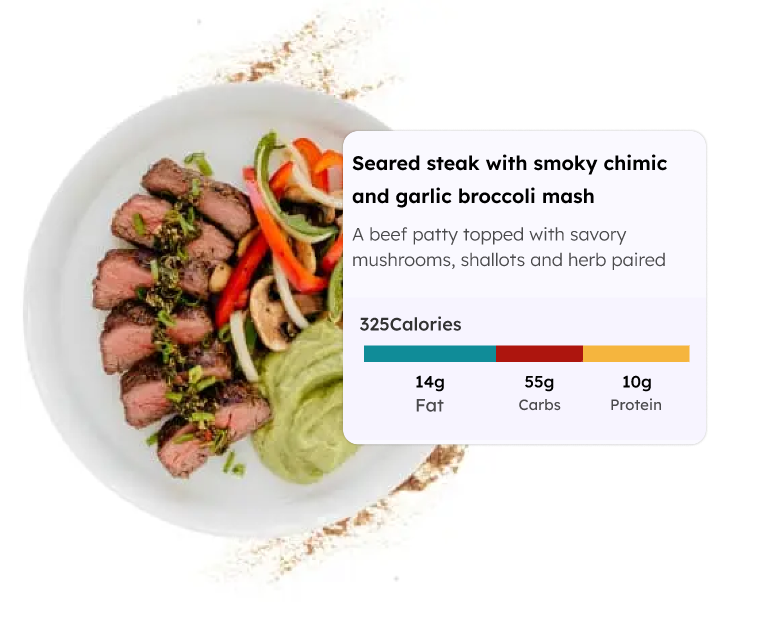 Seared steak with smoky chimic
and garlic broccoli mash
A beef patty topped with savory
mushrooms, shallots and herb paired
325Calories
14g 55g 10g
Fat Carbs Protein